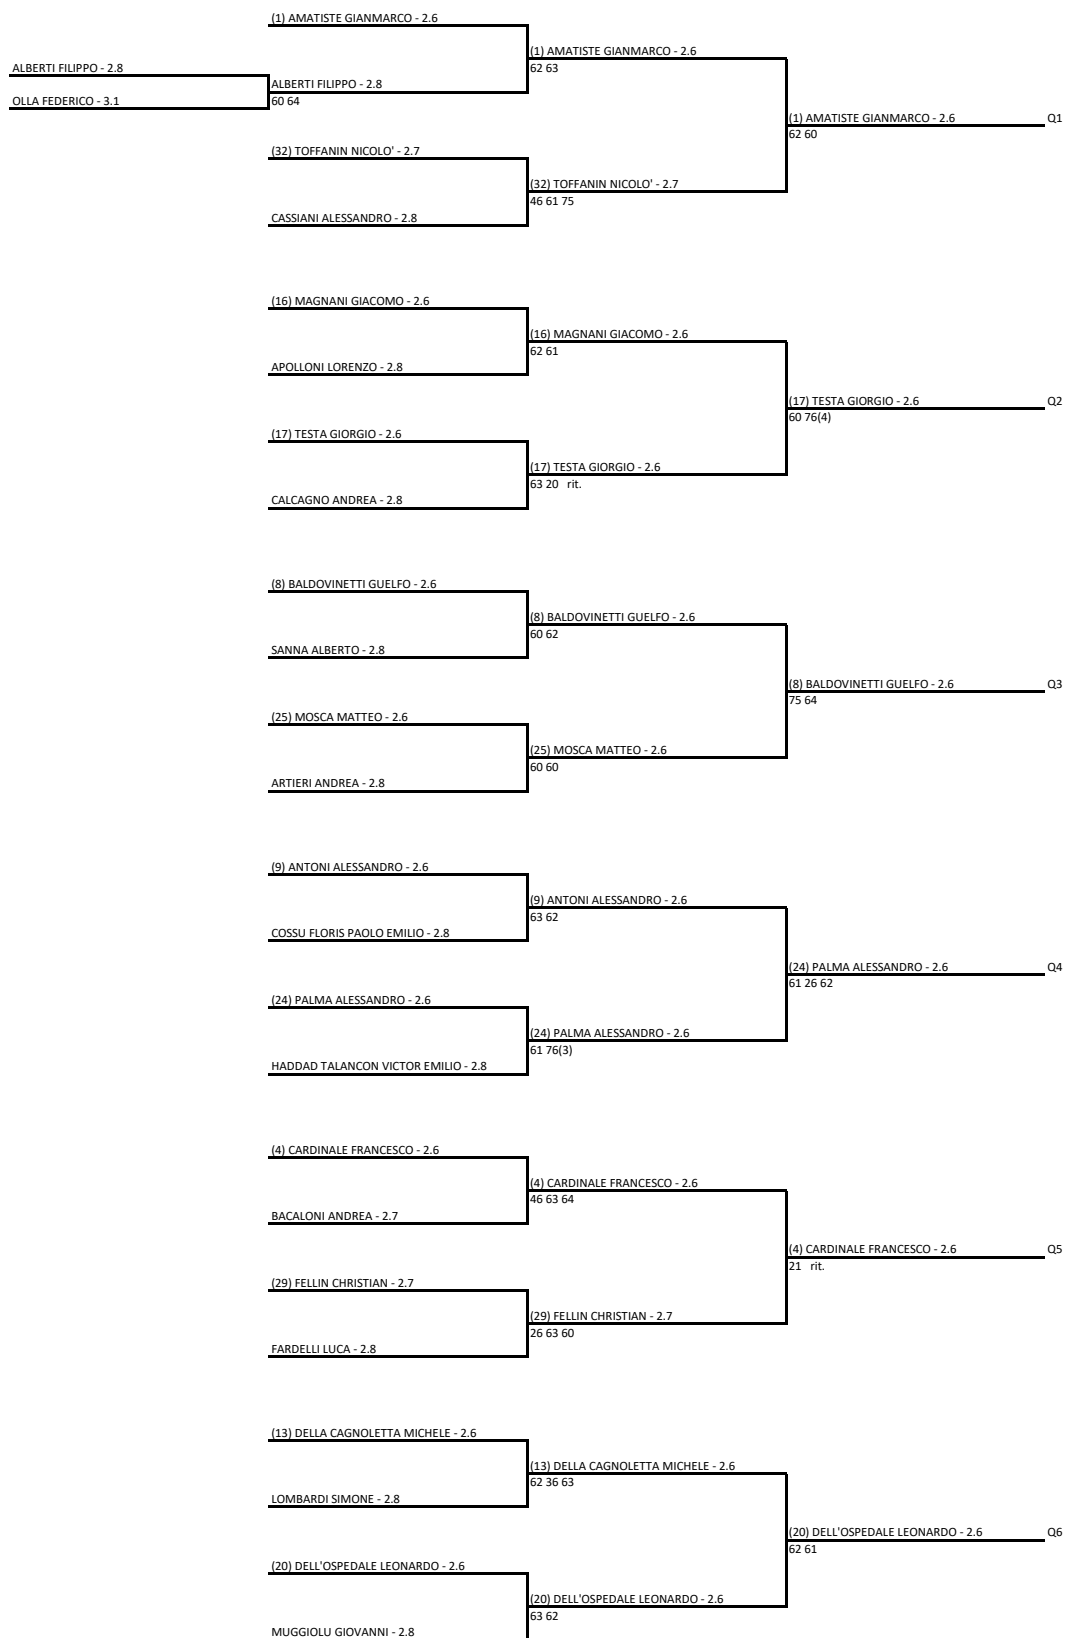 (1) AMATISTE GIANMARCO - 2.6
(1) AMATISTE GIANMARCO - 2.6
ALBERTI FILIPPO - 2.8
62 63
ALBERTI FILIPPO - 2.8
OLLA FEDERICO - 3.1
60 64
(1) AMATISTE GIANMARCO - 2.6
Q1
62 60
(32) TOFFANIN NICOLO' - 2.7
(32) TOFFANIN NICOLO' - 2.7
46 61 75
CASSIANI ALESSANDRO - 2.8
(16) MAGNANI GIACOMO - 2.6
(16) MAGNANI GIACOMO - 2.6
62 61
APOLLONI LORENZO - 2.8
(17) TESTA GIORGIO - 2.6
Q2
60 76(4)
(17) TESTA GIORGIO - 2.6
(17) TESTA GIORGIO - 2.6
63 20 rit.
CALCAGNO ANDREA - 2.8
(8) BALDOVINETTI GUELFO - 2.6
(8) BALDOVINETTI GUELFO - 2.6
60 62
SANNA ALBERTO - 2.8
(8) BALDOVINETTI GUELFO - 2.6
Q3
75 64
(25) MOSCA MATTEO - 2.6
(25) MOSCA MATTEO - 2.6
60 60
ARTIERI ANDREA - 2.8
(9) ANTONI ALESSANDRO - 2.6
(9) ANTONI ALESSANDRO - 2.6
63 62
COSSU FLORIS PAOLO EMILIO - 2.8
(24) PALMA ALESSANDRO - 2.6
Q4
61 26 62
(24) PALMA ALESSANDRO - 2.6
(24) PALMA ALESSANDRO - 2.6
61 76(3)
HADDAD TALANCON VICTOR EMILIO - 2.8
(4) CARDINALE FRANCESCO - 2.6
(4) CARDINALE FRANCESCO - 2.6
46 63 64
BACALONI ANDREA - 2.7
(4) CARDINALE FRANCESCO - 2.6
Q5
21 rit.
(29) FELLIN CHRISTIAN - 2.7
(29) FELLIN CHRISTIAN - 2.7
26 63 60
FARDELLI LUCA - 2.8
(13) DELLA CAGNOLETTA MICHELE - 2.6
(13) DELLA CAGNOLETTA MICHELE - 2.6
62 36 63
LOMBARDI SIMONE - 2.8
(20) DELL'OSPEDALE LEONARDO - 2.6
Q6
62 61
(20) DELL'OSPEDALE LEONARDO - 2.6
(20) DELL'OSPEDALE LEONARDO - 2.6
63 62
MUGGIOLU GIOVANNI - 2.8